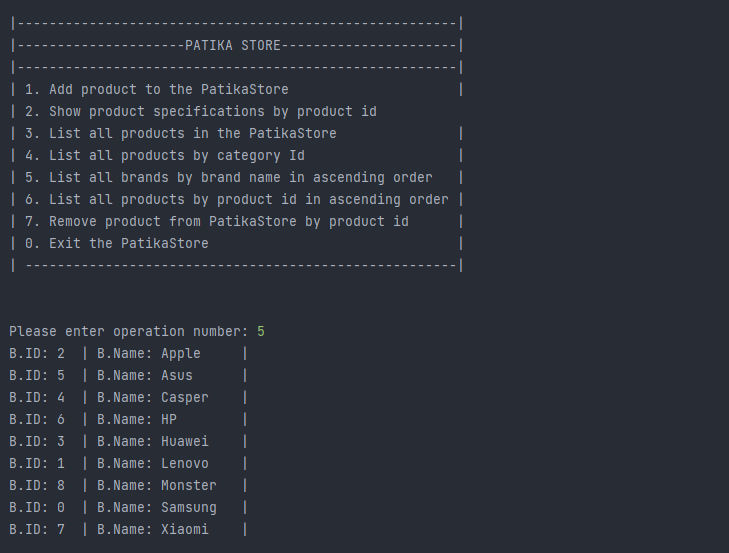 |-------------------------------------------------------|
|---------------------PATIKA STORE----------------------|
|-------------------------------------------------------|
| 1. Add product to the PatikaStore                     |
| 2. Show product specifications by product id
| 3. List all products in the PatikaStore               |
| 4. List all products by category Id                   |
| 5. List all brands by brand name in ascending order   |
| 6. List all products by product id in ascending order |
| 7. Remove product from PatikaStore by product id      |
| 0. Exit the PatikaStore                               |
| ------------------------------------------------------|
Please enter operation number: 5
B.ID: 2  | B.Name: Apple     |
B.ID: 5  | B.Name: Asus      |
B.ID: 4  | B.Name: Casper    |
B.ID: 6  | B.Name: HP        |
B.ID: 3  | B.Name: Huawei    |
B.ID: 1  | B.Name: Lenovo    |
B.ID: 8  | B.Name: Monster   |
B.ID: 0  | B.Name: Samsung   |
B.ID: 7  | B.Name: Xiaomi    |